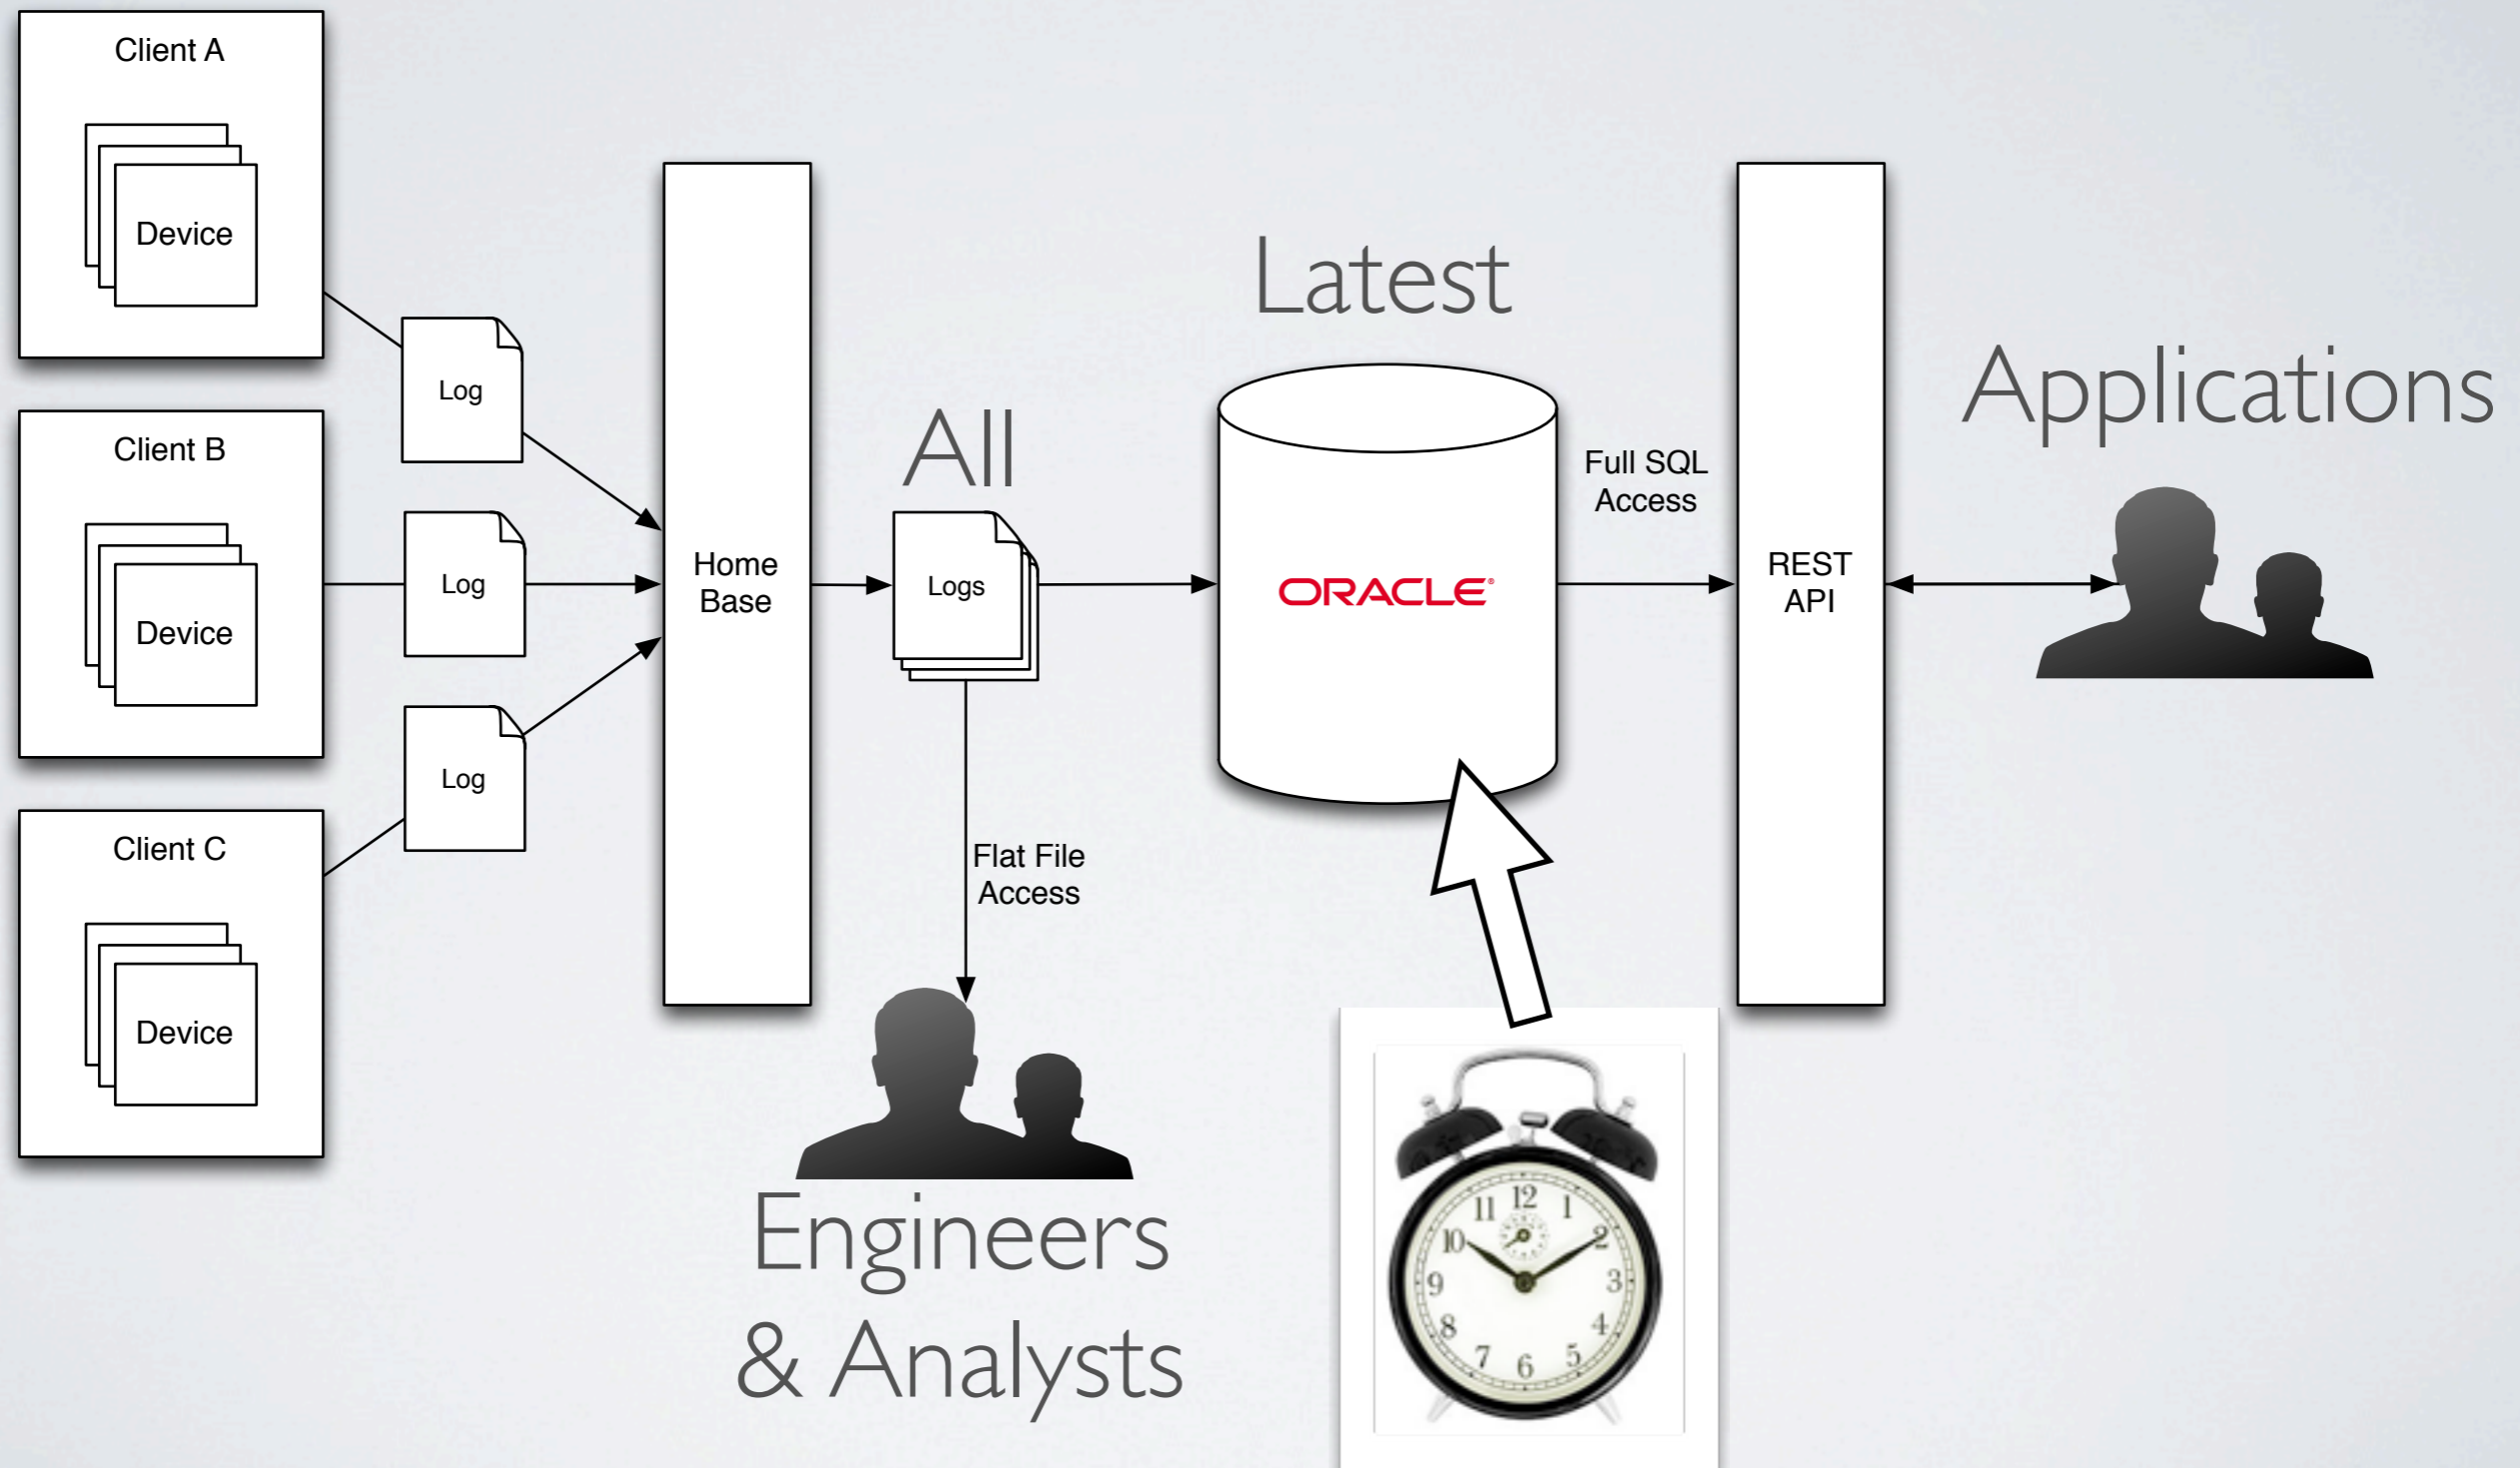 Client A
Device
Log
Client B
Device
Log
Client C
Device
Log
Home
Base
All
Logs
Flat File
Access
Engineers
& Analysts
Latest
ORACLE®
Full SQL
Access
REST
API
Applications
12
1
2
3
4
5
6
7
8
9
10
11